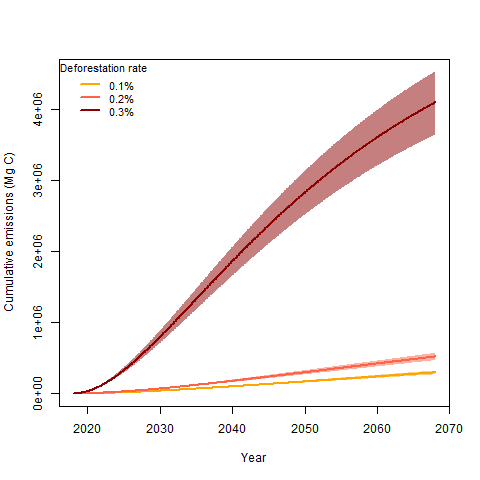 Deforestation rate
0.1%
0.2%
0.3%
Cumulative emissions (Mg C)
4e+06
3e+06
2e+06
1e+06
0e+00
2020 2030 2040 2050 2060 2070
Year